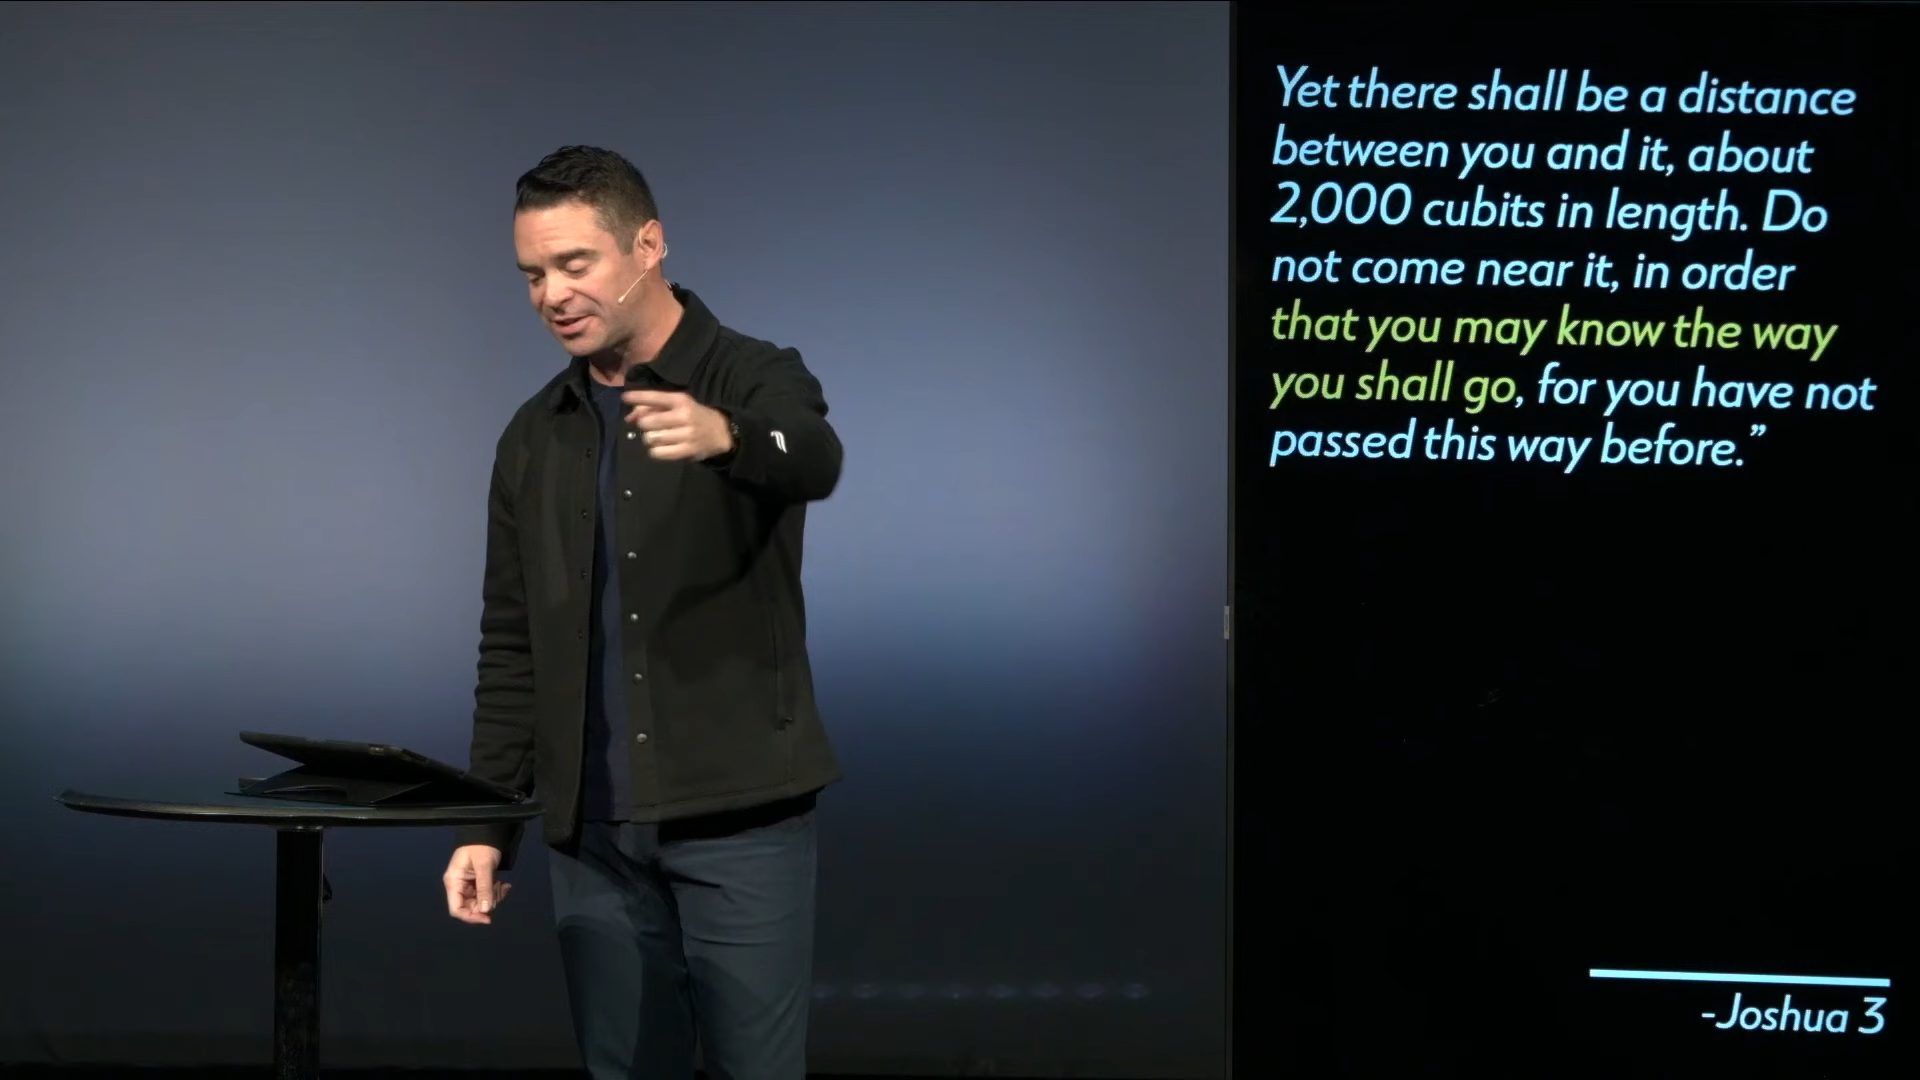 Yet there shall be a distance
between you and it, about
2,000 cubits in length. Do
not come near it, in order
that you may know the way
you shall go, for you have not
passed this way before.”
-Joshua 3